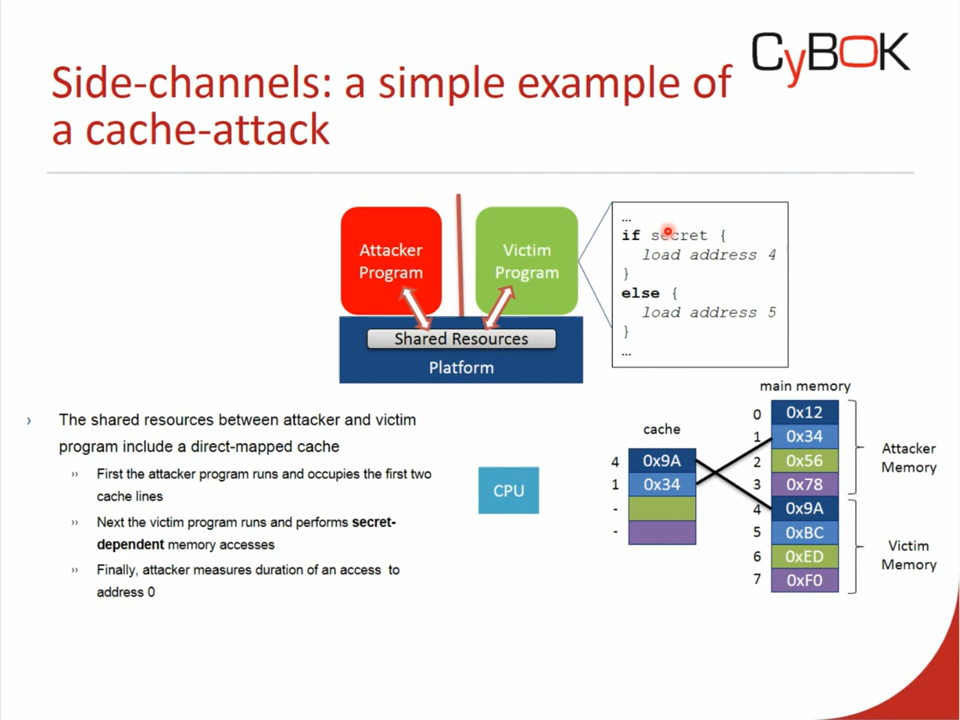 CyBOK
Side-channels: a simple example of
a cache-attack
Attacker
Program
Victim
Program
Shared Resources
Platform
...
if secret {
load address 4
}
else {
load address 5
}
...
› The shared resources between attacker and victim
program include a direct-mapped cache
›› First the attacker program runs and occupies the first two
cache lines
›› Next the victim program runs and performs secret-
dependent memory accesses
›› Finally, attacker measures duration of an access to
address 0
CPU
cache
4 0x9A
1 0x34
-
-
main memory
0 0x12
1 0x34
2 0x56
3 0x78
4 0x9A
5 0xBC
6 0xED
7 0xF0
Attacker
Memory
Victim
Memory